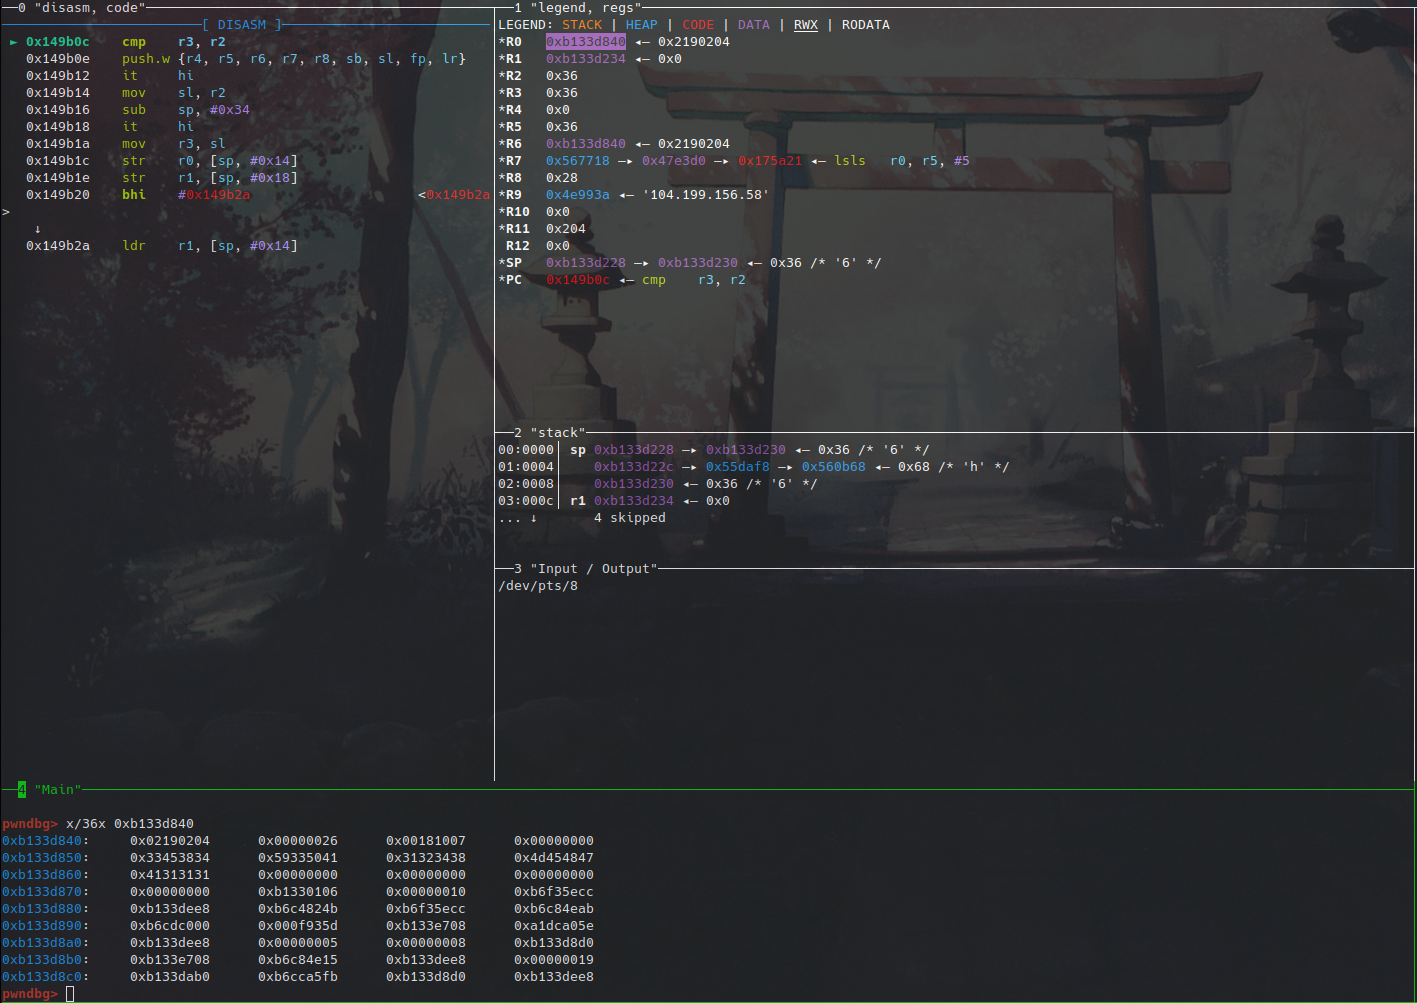 0 "disasm, code"
[ DISASM ]
► 0x149b0c cmp r3, r2
0x149b0e push.w {r4, r5, r6, r7, r8, sb, sl, fp, lr}
0x149b12 it hi
0x149b14 mov sl, r2
0x149b16 sub sp, #0x34
0x149b18 it hi
0x149b1a mov r3, sl
0x149b1c str r0, [sp, #0x14]
0x149b1e str r1, [sp, #0x18]
0x149b20 bhi #0x149b2a <0x149b2a
>
↓
0x149b2a ldr r1, [sp, #0x14]
1 "legend, regs"
LEGEND: STACK | HEAP | CODE | DATA | RWX | RODATA
*R0 0xb133d840 ◂— 0x2190204
*R1 0xb133d234 ◂— 0x0
*R2 0x36
*R3 0x36
*R4 0x0
*R5 0x36
*R6 0xb133d840 ◂— 0x2190204
*R7 0x567718 —▸ 0x47e3d0 —▸ 0x175a21 ◂— lsls r0, r5, #5
*R8 0x28
*R9 0x4e993a ◂— '104.199.156.58'
*R10 0x0
*R11 0x204
R12 0x0
*SP 0xb133d228 —▸ 0xb133d230 ◂— 0x36 /* '6' */
*PC 0x149b0c ◂— cmp r3, r2
2 "stack"
00:0000│ sp 0xb133d228 —▸ 0xb133d230 ◂— 0x36 /* '6' */
01:0004│ 0xb133d22c —▸ 0x55daf8 —▸ 0x560b68 ◂— 0x68 /* 'h' */
02:0008│ 0xb133d230 ◂— 0x36 /* '6' */
03:000c│ r1 0xb133d234 ◂— 0x0
... ↓ 4 skipped
3 "Input / Output"
/dev/pts/8
4 "Main"
pwndbg> x/36x 0xb133d840
0xb133d840: 0x02190204 0x00000026 0x00181007 0x00000000
0xb133d850: 0x33453834 0x59335041 0x31323438 0x4d454847
0xb133d860: 0x41313131 0x00000000 0x00000000 0x00000000
0xb133d870: 0x00000000 0xb1330106 0x00000010 0xb6f35ecc
0xb133d880: 0xb133dee8 0xb6c4824b 0xb6f35ecc 0xb6c84eab
0xb133d890: 0xb6cdc000 0x000f935d 0xb133e708 0xa1dca05e
0xb133d8a0: 0xb133dee8 0x00000005 0x00000008 0xb133d8d0
0xb133d8b0: 0xb133e708 0xb6c84e15 0xb133dee8 0x00000019
0xb133d8c0: 0xb133dab0 0xb6cca5fb 0xb133d8d0 0xb133dee8
pwndbg>